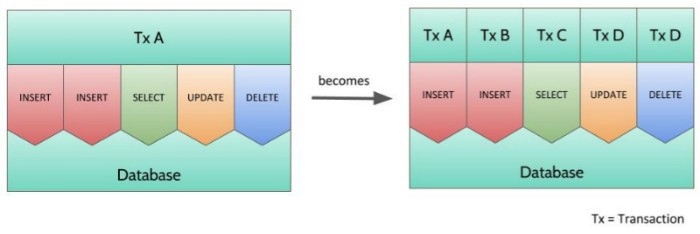 Tx A
INSERT INSERT SELECT UPDATE DELETE
Database
becomes
Tx A Tx B Tx C Tx D Tx D
INSERT INSERT SELECT UPDATE DELETE
Database
Tx = Transaction